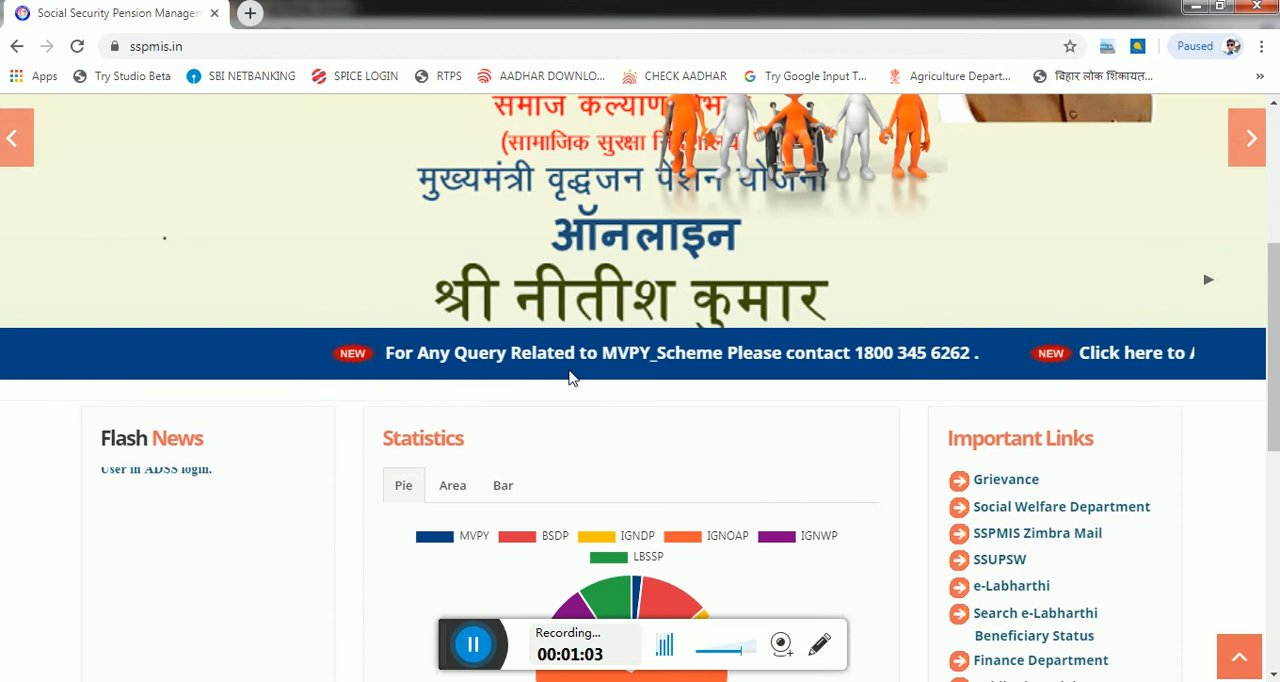 Social Security Pension Manager
sspmis.in
Paused
Apps
Try Studio Beta
SBI NETBANKING
SPICE LOGIN
RTPS
AADHAR DOWNLO...
CHECK AADHAR
Try Google Input T...
Agriculture Depart...
बिहार लोक शिकायत...
समाज कल्याण
(सामाजिक सुरक्षा
मुख्यमंत्री वृद्धजन पेंशन योजना
ऑनलाइन
श्री नीतीश कुमार
NEW For Any Query Related to MVPY_Scheme Please contact 1800 345 6262 . NEW Click here to
Flash News
User in ADSS login.
Statistics
Pie Area Bar
MVPY BSDP IGNDP IGNOAP IGNWP
LBSSP
Important Links
Grievance
Social Welfare Department
SSPMIS Zimbra Mail
SSUPSW
e-Labharthi
Search e-Labharthi
Beneficiary Status
Finance Department
Recording...
00:01:03